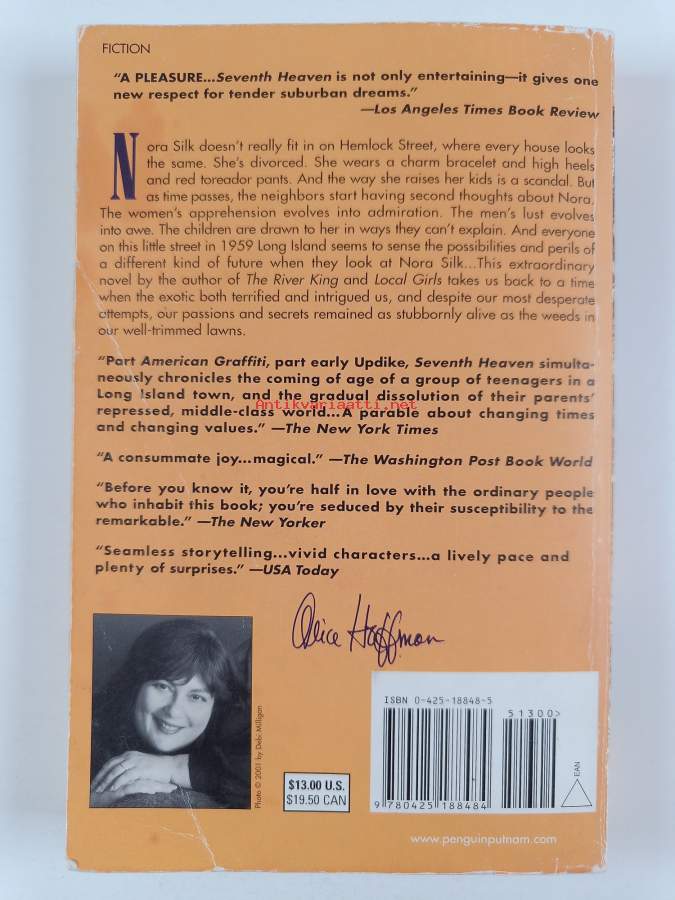 FICTION
“A PLEASURE...Seventh Heaven is not only entertaining—it gives one
new respect for tender suburban dreams.”
—Los Angeles Times Book Review
Nora Silk doesn’t really fit in on Hemlock Street, where every house looks
the same. She’s divorced. She wears a charm bracelet and high heels
and red toreador pants. And the way she raises her kids is a scandal. But
as time passes, the neighbors start having second thoughts about Nora.
The women’s apprehension evolves into admiration. The men’s lust evolves
into awe. The children are drawn to her in ways they can’t explain. And everyone
on this little street in 1959 Long Island seems to sense the possibilities and perils of
a different kind of future when they look at Nora Silk...This extraordinary
novel by the author of The River King and Local Girls takes us back to a time
when the exotic both terrified and intrigued us, and despite our most desperate
attempts, our passions and secrets remained as stubbornly alive as the weeds in
our well-trimmed lawns.
“Part American Graffiti, part early Updike, Seventh Heaven simulta-
neously chronicles the coming of age of a group of teenagers in a
Long Island town, and the gradual dissolution of their parents’
Antikvariaatti.net
repressed, middle-class world...A parable about changing times
and changing values.” —The New York Times
“A consummate joy...magical.” —The Washington Post Book World
“Before you know it, you’re half in love with the ordinary people
who inhabit this book; you’re seduced by their susceptibility to the
remarkable.” —The New Yorker
“Seamless storytelling...vivid characters...a lively pace and
plenty of surprises.” —USA Today
Alice Hoffman
Photo © 2001 by Debi Milligan
$13.00 U.S.
$19.50 CAN
ISBN 0-425-18848-5
51300>
9 780425 188484
EAN
www.penguinputnam.com